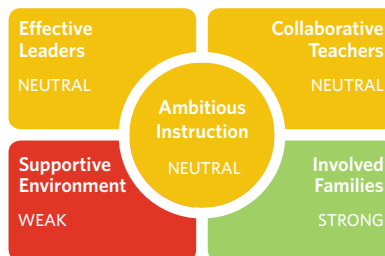 Effective
Leaders
NEUTRAL
Collaborative
Teachers
NEUTRAL
Ambitious
Instruction
NEUTRAL
Supportive
Environment
WEAK
Involved
Families
STRONG